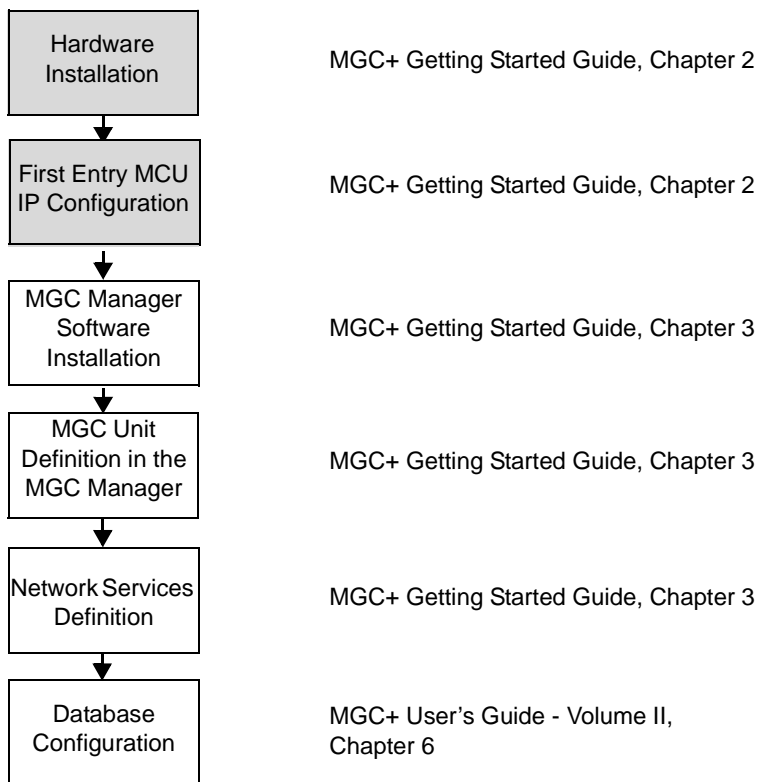 Hardware
Installation
MGC+ Getting Started Guide, Chapter 2
First Entry MCU
IP Configuration
MGC+ Getting Started Guide, Chapter 2
MGC Manager
Software
Installation
MGC+ Getting Started Guide, Chapter 3
MGC Unit
Definition in the
MGC Manager
MGC+ Getting Started Guide, Chapter 3
Network Services
Definition
MGC+ Getting Started Guide, Chapter 3
Database
Configuration
MGC+ User's Guide - Volume II,
Chapter 6